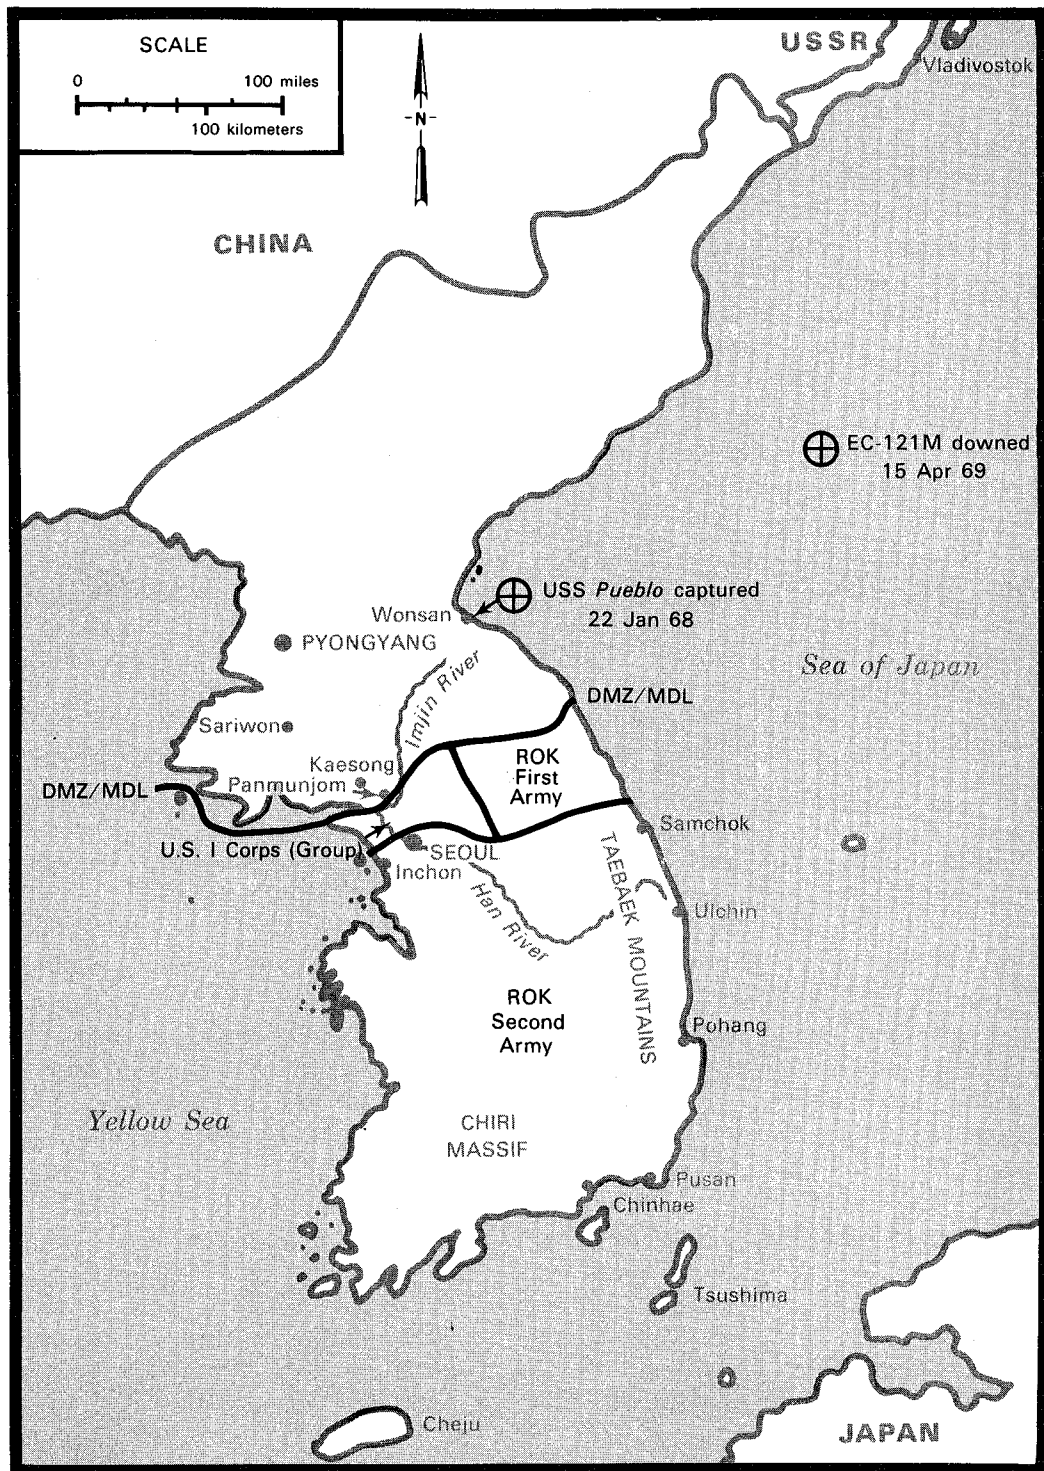 SCALE
0 100 miles
100 kilometers
-N-
USSR
Vladivostok
CHINA
EC-121M downed
15 Apr 69
USS Pueblo captured
22 Jan 68
Wonsan
PYONGYANG
Sea of Japan
Imjin River
DMZ/MDL
Sariwon
ROK
First
Army
Kaesong
Panmunjom
DMZ/MDL
Samchok
U.S. I Corps (Group)
SEOUL
Inchon
TAEBAEK MOUNTAINS
Han River
Ulchin
ROK
Second
Army
Pohang
Yellow Sea
CHIRI
MASSIF
Pusan
Chinhae
Tsushima
Cheju
JAPAN